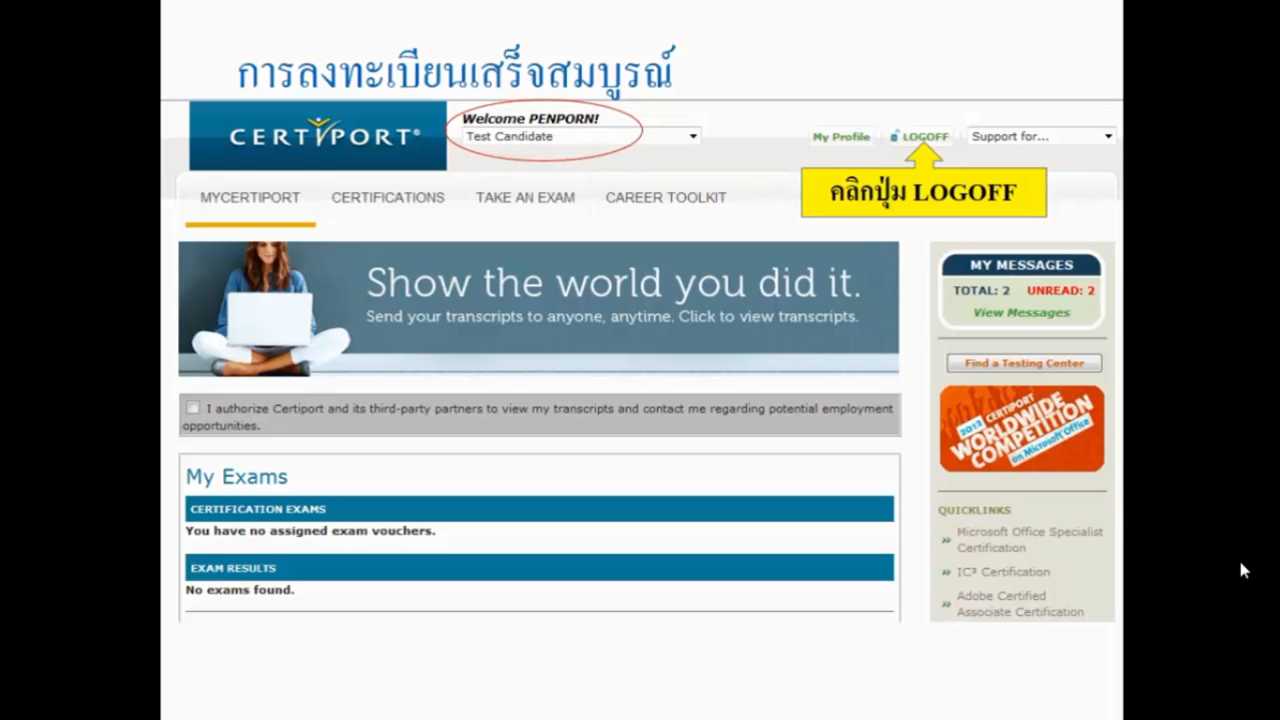 การลงทะเบียนเสร็จสมบูรณ์
CERTIPORT®
Welcome PENPORN!
Test Candidate
My Profile
LOGOFF
Support for...
คลิกปุ่ม LOGOFF
MYCERTIPORT
CERTIFICATIONS
TAKE AN EXAM
CAREER TOOLKIT
Show the world you did it.
Send your transcripts to anyone, anytime. Click to view transcripts.
MY MESSAGES
TOTAL: 2 UNREAD: 2
View Messages
Find a Testing Center
2013 CERTIPORT
WORLDWIDE
COMPETITION
on Microsoft Office
I authorize Certiport and its third-party partners to view my transcripts and contact me regarding potential employment
opportunities.
My Exams
CERTIFICATION EXAMS
You have no assigned exam vouchers.
EXAM RESULTS
No exams found.
QUICKLINKS
Microsoft Office Specialist
Certification
IC³ Certification
Adobe Certified
Associate Certification